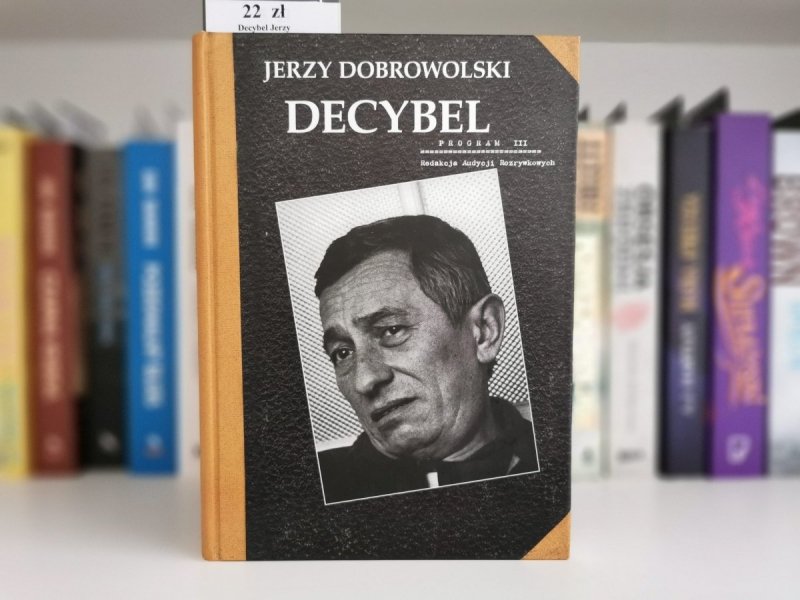 22 zł
Decybel Jerzy
JERZY DOBROWOLSKI
DECYBEL
PROGRAM III
Redakcja Audycji Rozrywkowych